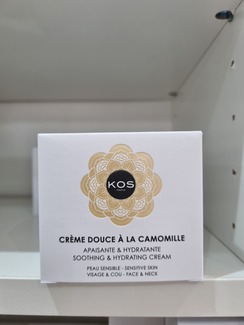 KOS
PARIS
CRÈME DOUCE À LA CAMOMILLE
APAISANTE & HYDRATANTE
SOOTHING & HYDRATING CREAM
PEAU SENSIBLE - SENSITIVE SKIN
VISAGE & COU - FACE & NECK